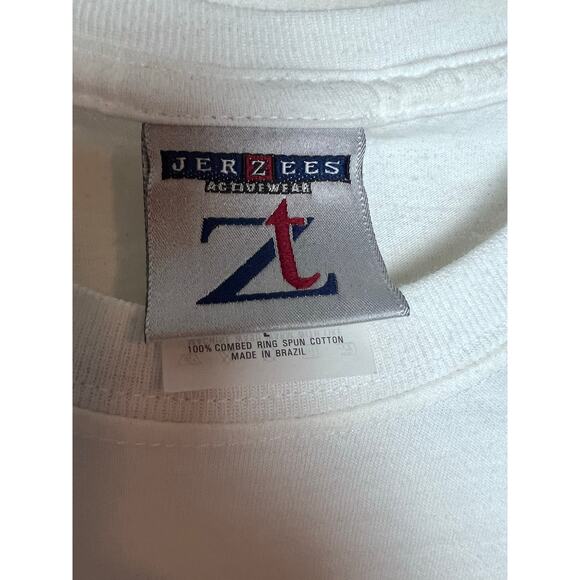 JERZEES
ACTIVEWEAR
Zt
L
100% COMBED RING SPUN COTTON
MADE IN BRAZIL